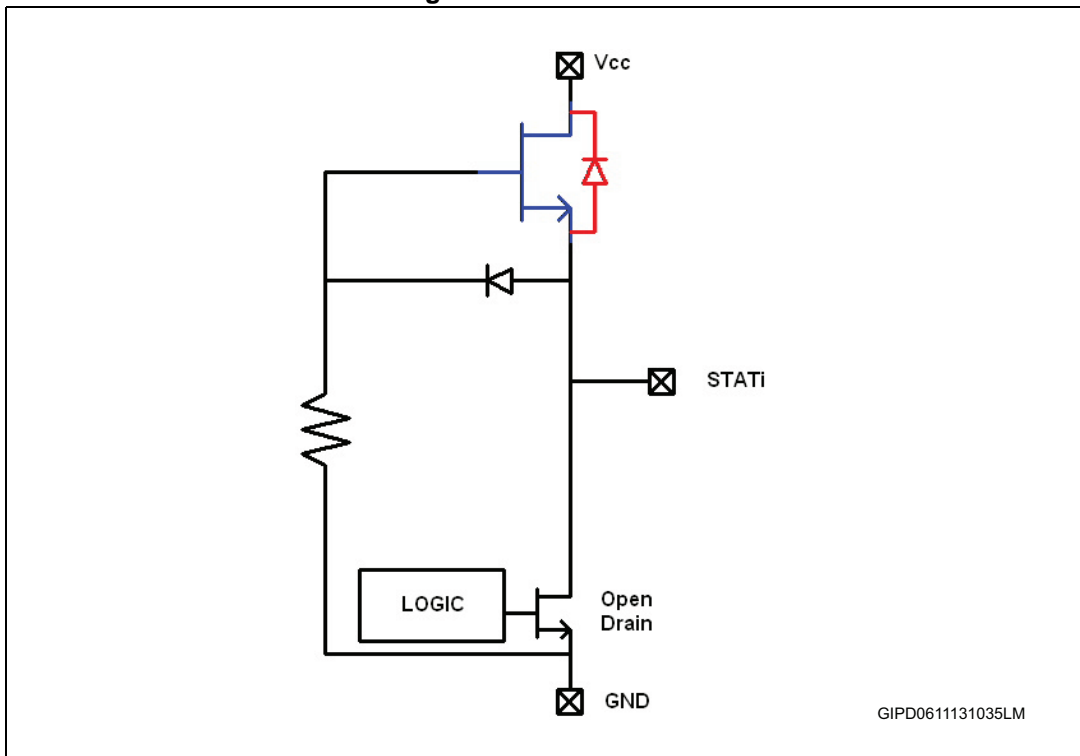 Vcc
STATi
LOGIC
Open
Drain
GND
GIPD0611131035LM